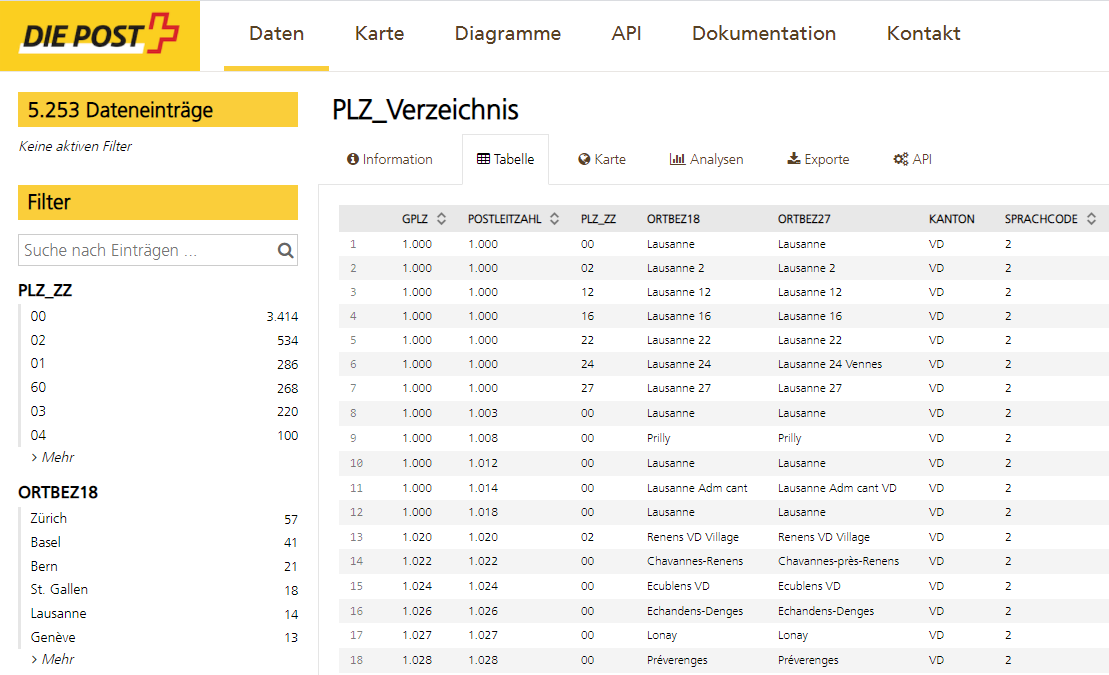 DIE POST
Daten Karte Diagramme API Dokumentation Kontakt
5.253 Dateneinträge
Keine aktiven Filter
Filter
Suche nach Einträgen ...
PLZ_ZZ
00 3.414
02 534
01 286
60 268
03 220
04 100
› Mehr
ORTBEZ18
Zürich 57
Basel 41
Bern 21
St. Gallen 18
Lausanne 14
Genève 13
› Mehr
PLZ_Verzeichnis
Information Tabelle Karte Analysen Exporte API
GPLZ POSTLEITZAHL PLZ_ZZ ORTBEZ18 ORTBEZ27 KANTON SPRACHCODE
1 1.000 1.000 00 Lausanne Lausanne VD 2
2 1.000 1.000 02 Lausanne 2 Lausanne 2 VD 2
3 1.000 1.000 12 Lausanne 12 Lausanne 12 VD 2
4 1.000 1.000 16 Lausanne 16 Lausanne 16 VD 2
5 1.000 1.000 22 Lausanne 22 Lausanne 22 VD 2
6 1.000 1.000 24 Lausanne 24 Lausanne 24 Vennes VD 2
7 1.000 1.000 27 Lausanne 27 Lausanne 27 VD 2
8 1.000 1.003 00 Lausanne Lausanne VD 2
9 1.000 1.008 00 Prilly Prilly VD 2
10 1.000 1.012 00 Lausanne Lausanne VD 2
11 1.000 1.014 00 Lausanne Adm cant Lausanne Adm cant VD VD 2
12 1.000 1.018 00 Lausanne Lausanne VD 2
13 1.020 1.020 02 Renens VD Village Renens VD Village VD 2
14 1.022 1.022 00 Chavannes-Renens Chavannes-près-Renens VD 2
15 1.024 1.024 00 Ecublens VD Ecublens VD VD 2
16 1.026 1.026 00 Echandens-Denges Echandens-Denges VD 2
17 1.027 1.027 00 Lonay Lonay VD 2
18 1.028 1.028 00 Préverenges Préverenges VD 2